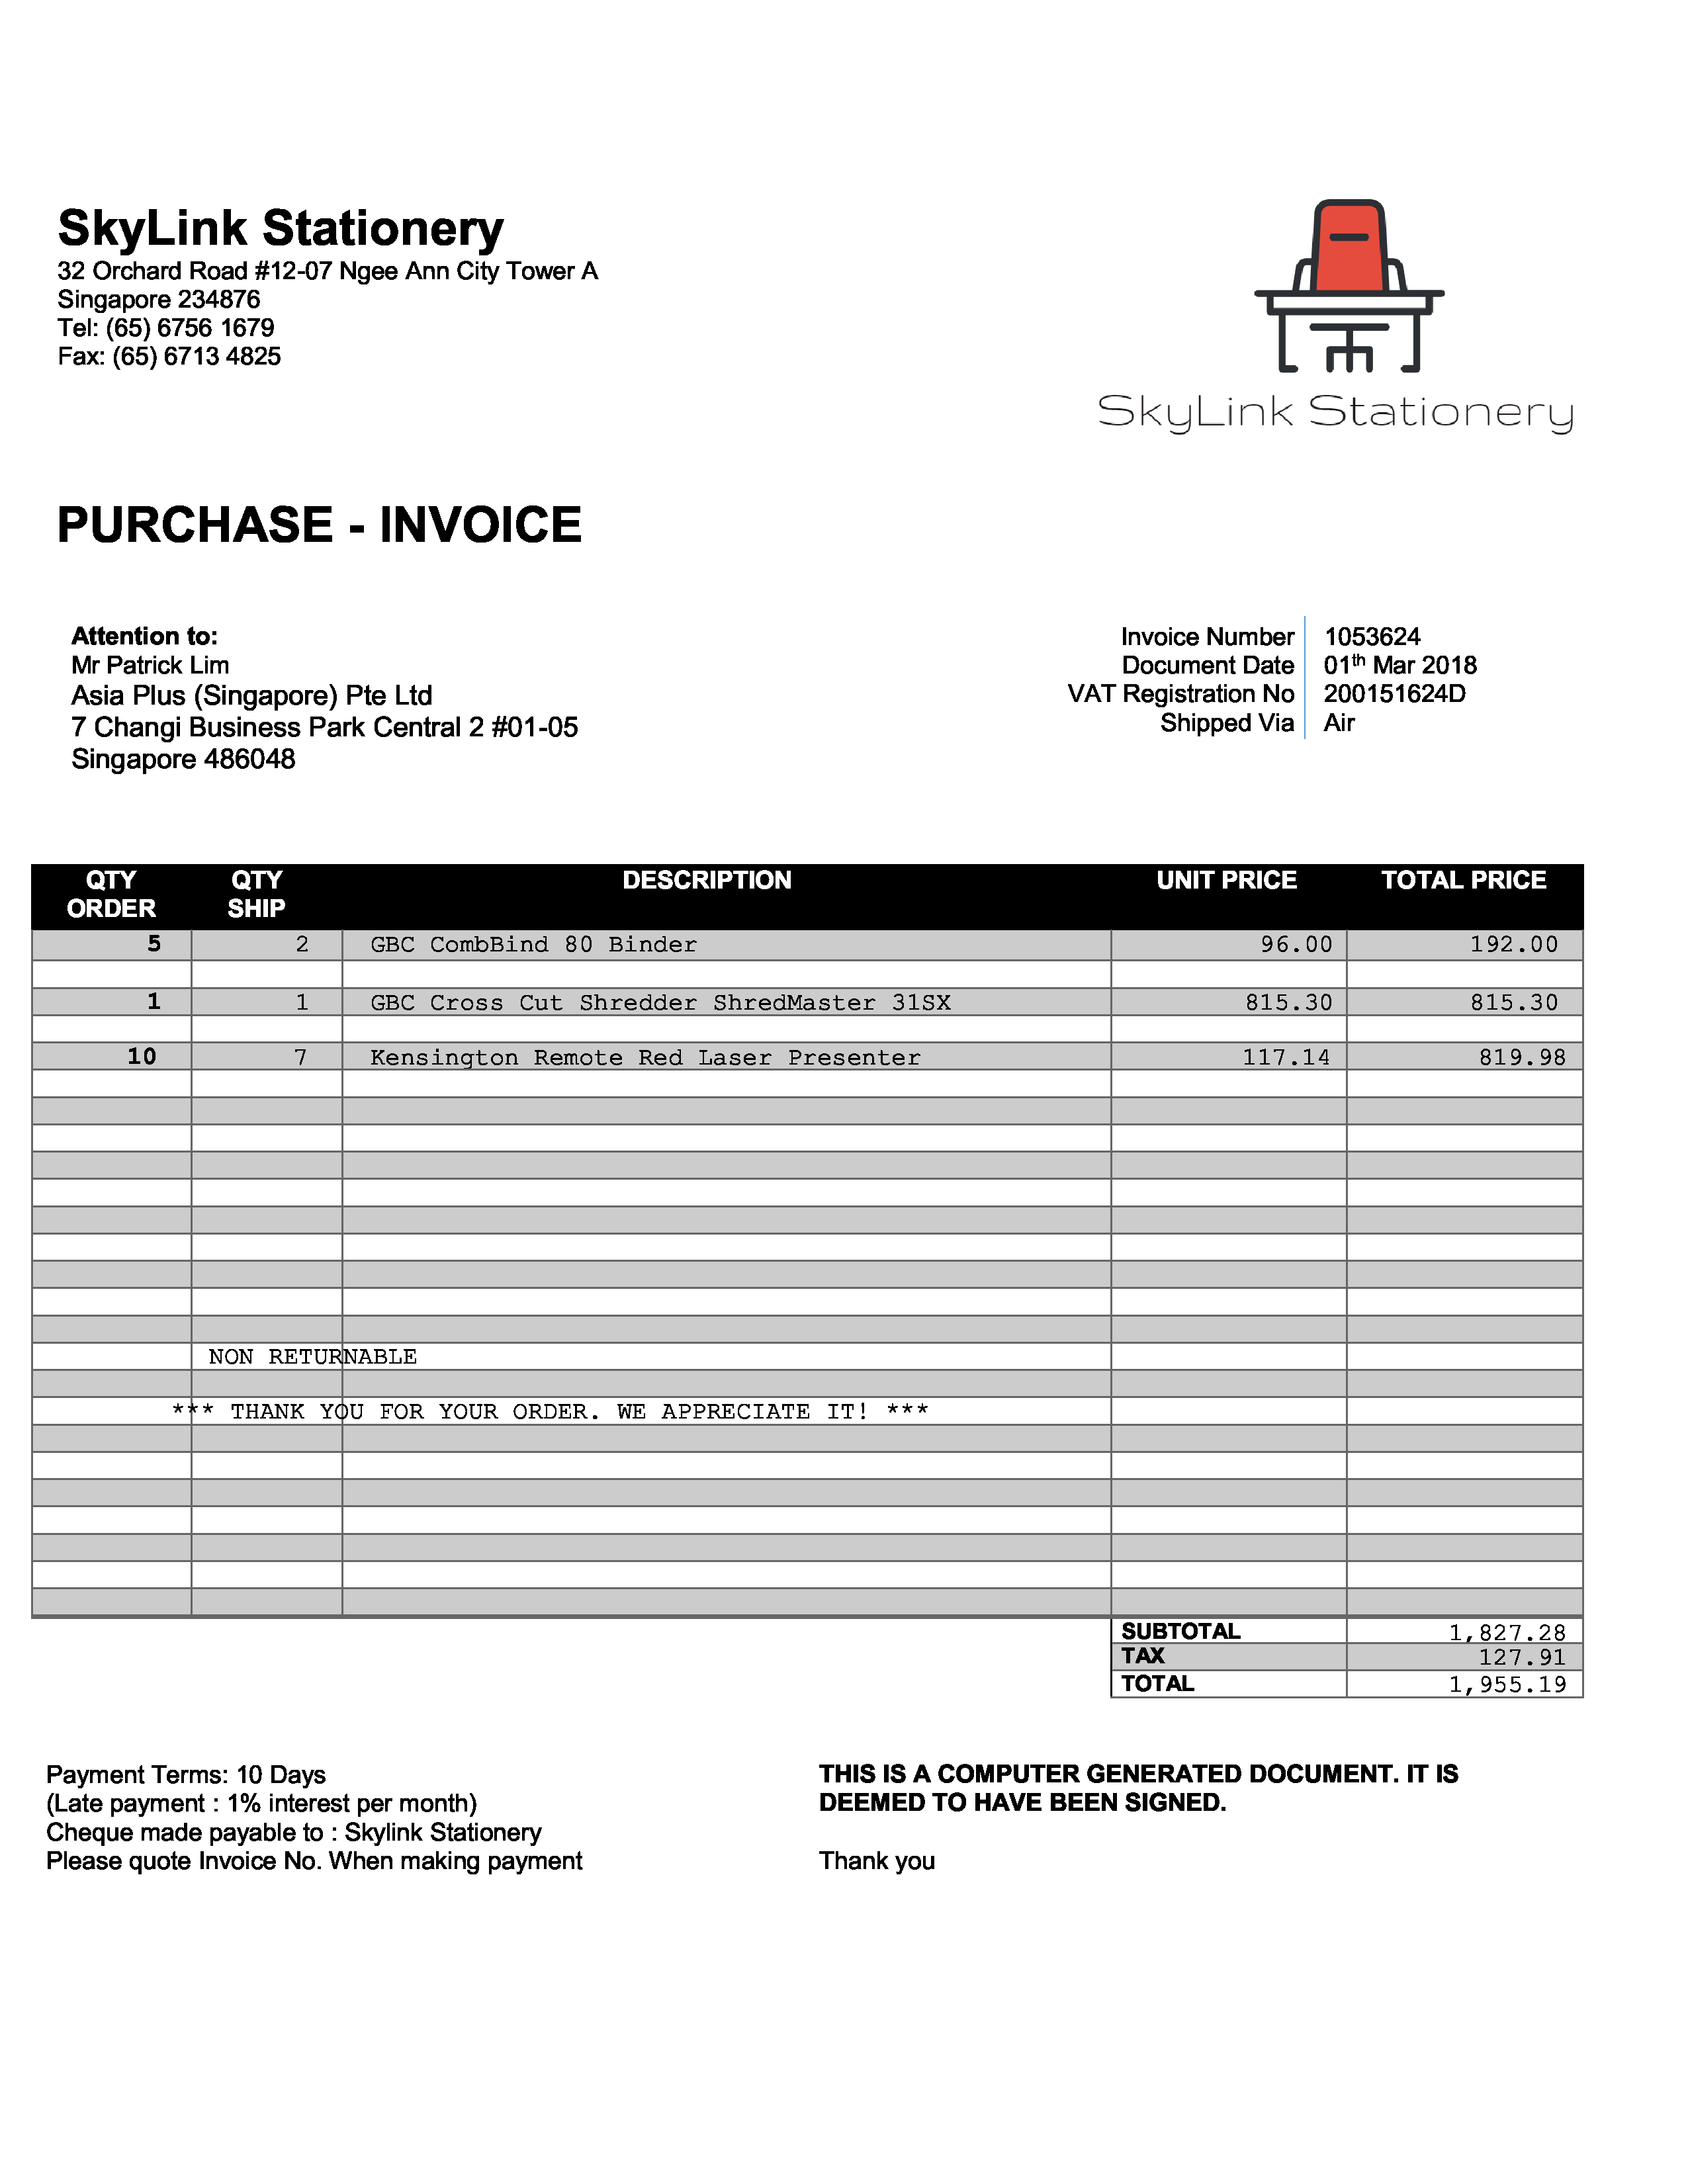 SkyLink Stationery
32 Orchard Road #12-07 Ngee Ann City Tower A
Singapore 234876
Tel: (65) 6756 1679
Fax: (65) 6713 4825
SkyLink Stationery
PURCHASE - INVOICE
Attention to:
Mr Patrick Lim
Asia Plus (Singapore) Pte Ltd
7 Changi Business Park Central 2 #01-05
Singapore 486048
Invoice Number 1053624
Document Date 01th Mar 2018
VAT Registration No 200151624D
Shipped Via Air
QTY ORDER QTY SHIP DESCRIPTION UNIT PRICE TOTAL PRICE
5 2 GBC CombBind 80 Binder 96.00 192.00
1 1 GBC Cross Cut Shredder ShredMaster 31SX 815.30 815.30
10 7 Kensington Remote Red Laser Presenter 117.14 819.98
NON RETURNABLE
*** THANK YOU FOR YOUR ORDER. WE APPRECIATE IT! ***
SUBTOTAL 1,827.28
TAX 127.91
TOTAL 1,955.19
Payment Terms: 10 Days
(Late payment : 1% interest per month)
Cheque made payable to : Skylink Stationery
Please quote Invoice No. When making payment
THIS IS A COMPUTER GENERATED DOCUMENT. IT IS
DEEMED TO HAVE BEEN SIGNED.
Thank you